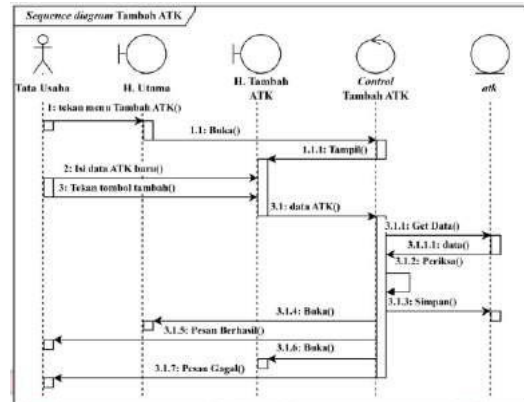 Sequence diagram Tambah ATK
Tata Usaha
H. Utama
H. Tambah
ATK
Control
Tambah ATK
atk
1: tekan menu Tambah ATK()
1.1: Buka()
1.1.1: Tampil()
2: Isi data ATK baru()
3: Tekan tombol tambah()
3.1: data ATK()
3.1.1: Get Data()
3.1.1.1: data()
3.1.2: Periksa()
3.1.3: Simpan()
3.1.4: Buka()
3.1.5: Pesan Berhasil()
3.1.6: Buka()
3.1.7: Pesan Gagal()